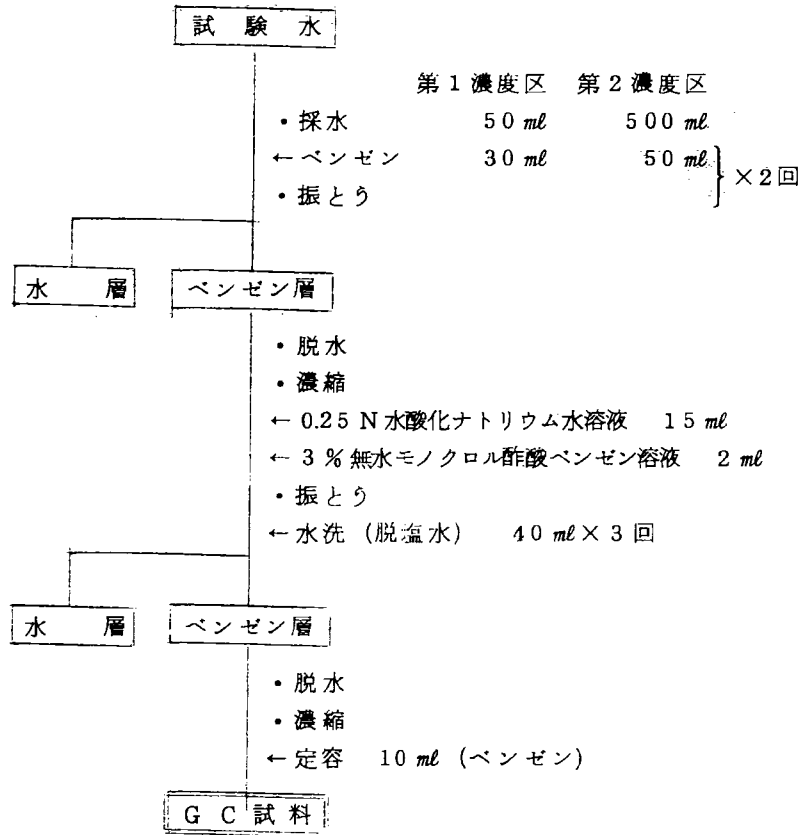 試験水
第1濃度区 第2濃度区
・採水 50 ml 500 ml
←ベンゼン 30 ml 50 ml
×2回
・振とう
水層 ベンゼン層
・脱水
・濃縮
← 0.25 N 水酸化ナトリウム水溶液 15 ml
← 3 % 無水モノクロル酢酸ベンゼン溶液 2 ml
・振とう
← 水洗 (脱塩水) 40 ml × 3 回
水層 ベンゼン層
・脱水
・濃縮
← 定容 10 ml (ベンゼン)
GC試料